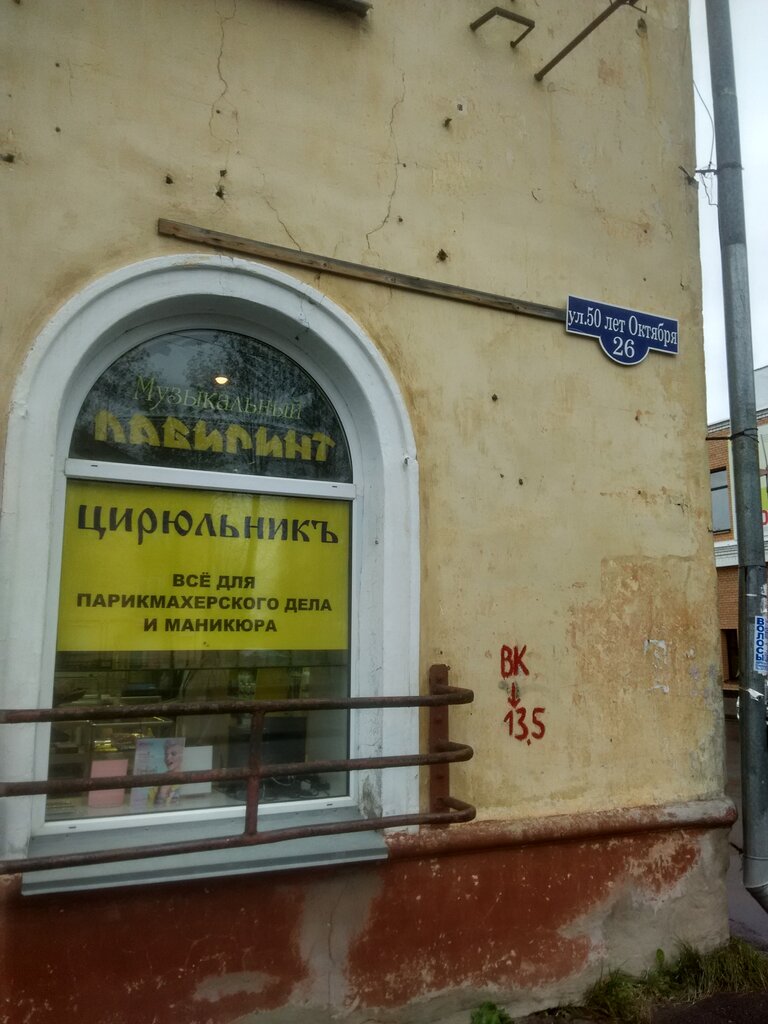 ул.50 лет Октября
26
Музыкальный
ЛАБИРИНТ
ЦИРЮЛЬНИКЪ
ВСЁ ДЛЯ
ПАРИКМАХЕРСКОГО ДЕЛА
И МАНИКЮРА
ВК
↓
13,5
ВОЛОСЫ